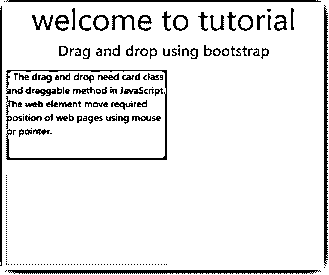 welcome to tutorial
Drag and drop using bootstrap
- The drag and drop need card class
and draggable method in JavaScript.
The web element move required
position of web pages using mouse
or pointer.